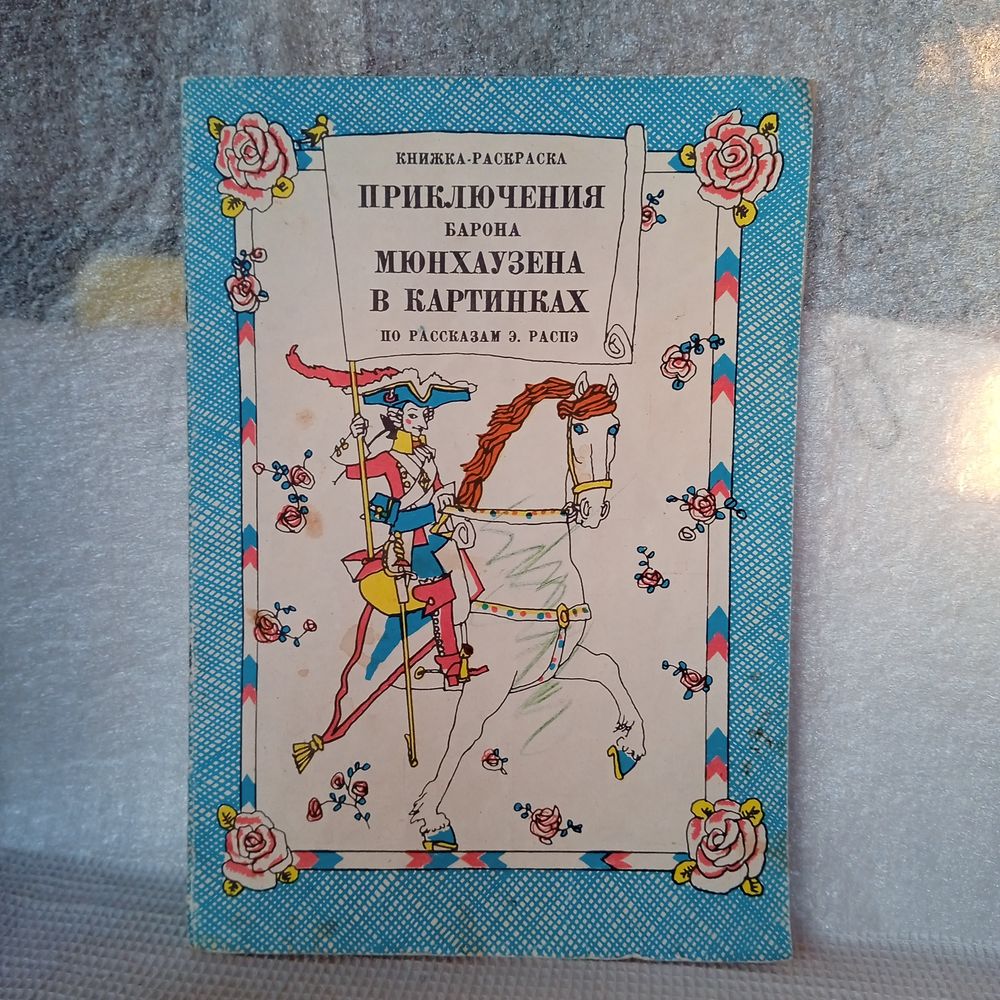 КНИЖКА-РАСКРАСКА
ПРИКЛЮЧЕНИЯ
БАРОНА
МЮНХАУЗЕНА
В КАРТИНКАХ
ПО РАССКАЗАМ Э. РАСПЭ